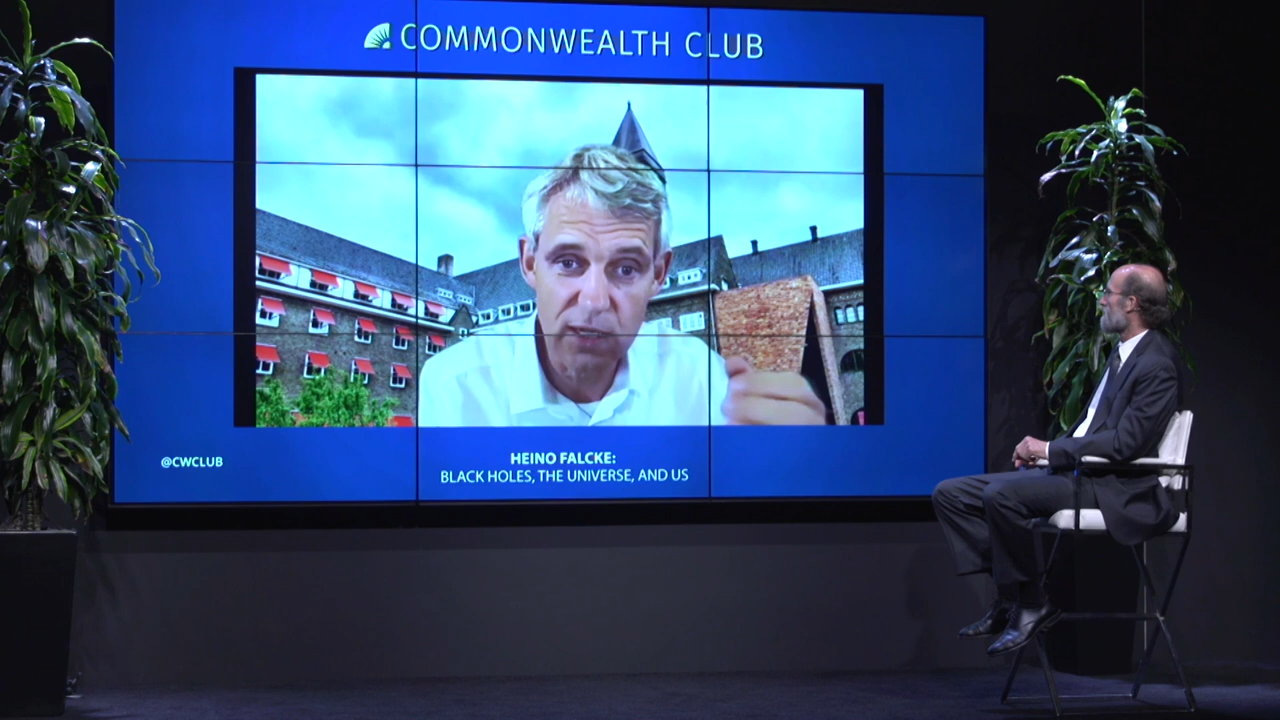 COMMONWEALTH CLUB
@CWCLUB
HEINO FALCKE:
BLACK HOLES, THE UNIVERSE, AND US